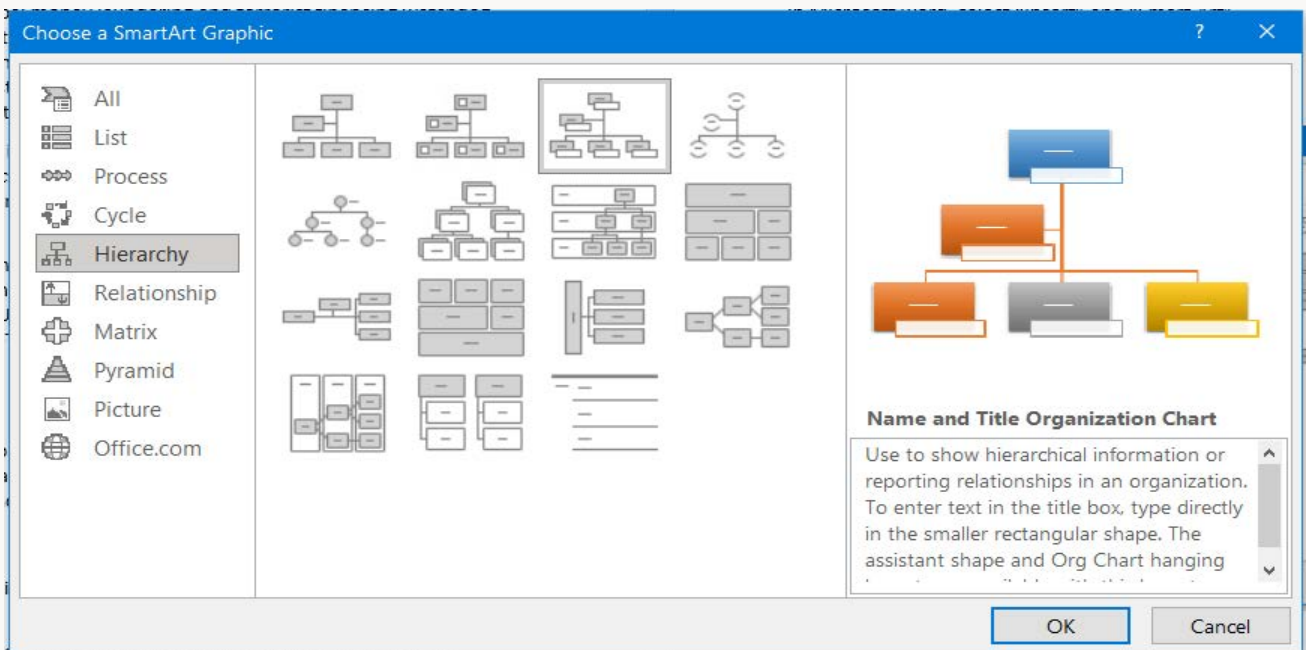 Choose a SmartArt Graphic
All
List
Process
Cycle
Hierarchy
Relationship
Matrix
Pyramid
Picture
Office.com
Name and Title Organization Chart
Use to show hierarchical information or
reporting relationships in an organization.
To enter text in the title box, type directly
in the smaller rectangular shape. The
assistant shape and Org Chart hanging
OK
Cancel